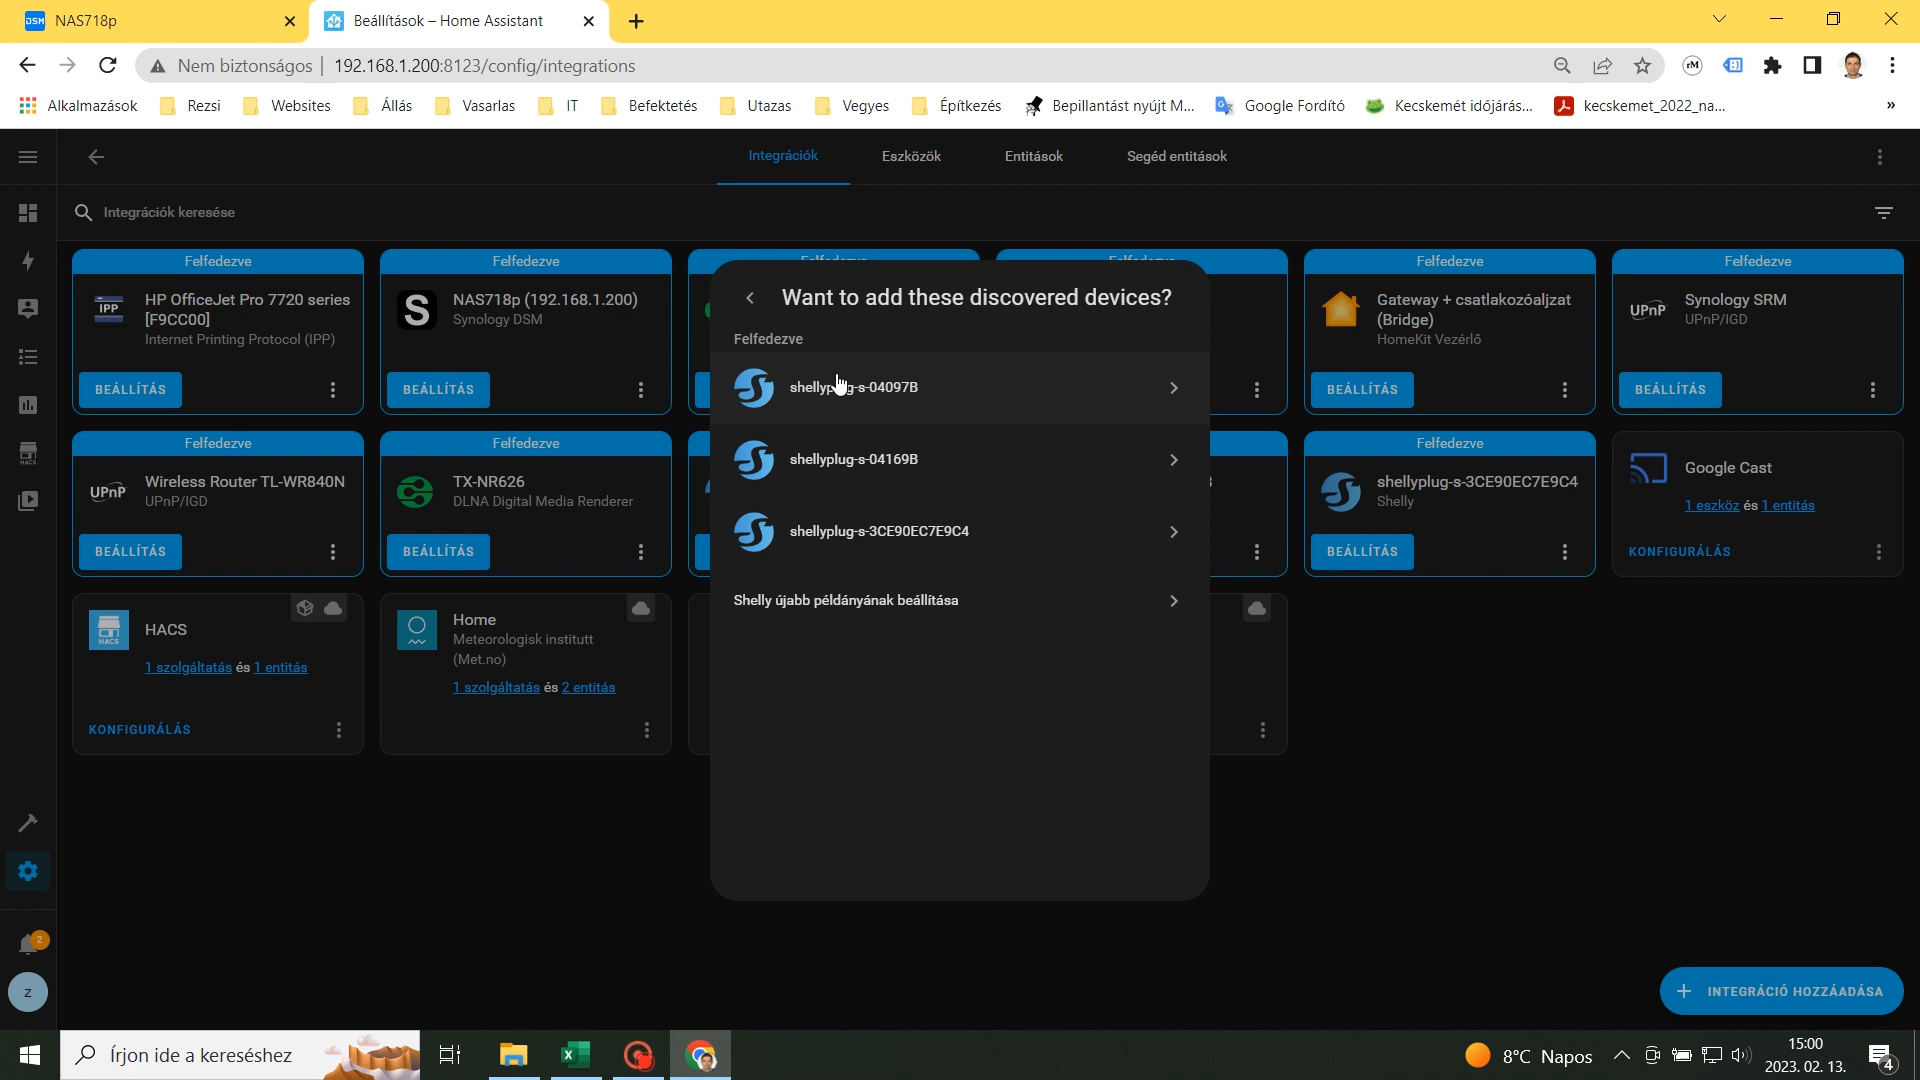 NAS718p
Beállítások – Home Assistant
Nem biztonságos
192.168.1.200:8123/config/integrations
Alkalmazások
Rezsi
Websites
Állás
Vasarlas
IT
Befektetés
Utazas
Vegyes
Építkezés
Bepillantást nyújt M...
Google Fordító
Kecskemét időjárás...
kecskemet_2022_na...
Integrációk
Eszközök
Entitások
Segéd entitások
Integrációk keresése
Felfedezve
Felfedezve
Felfedezve
Felfedezve
IPP
HP OfficeJet Pro 7720 series
[F9CC00]
Internet Printing Protocol (IPP)
BEÁLLÍTÁS
S
NAS718p (192.168.1.200)
Synology DSM
BEÁLLÍTÁS
Gateway + csatlakozóaljzat
(Bridge)
HomeKit Vezérlő
BEÁLLÍTÁS
UPnP
Synology SRM
UPnP/IGD
BEÁLLÍTÁS
Want to add these discovered devices?
Felfedezve
shellyplug-s-04097B
shellyplug-s-04169B
shellyplug-s-3CE90EC7E9C4
Shelly újabb példányának beállítása
Felfedezve
UPnP
Wireless Router TL-WR840N
UPnP/IGD
BEÁLLÍTÁS
Felfedezve
TX-NR626
DLNA Digital Media Renderer
BEÁLLÍTÁS
Felfedezve
shellyplug-s-3CE90EC7E9C4
Shelly
BEÁLLÍTÁS
Google Cast
1 eszköz és 1 entitás
KONFIGURÁLÁS
HACS
HACS
HACS
1 szolgáltatás és 1 entitás
KONFIGURÁLÁS
Home
Meteorologisk institutt
(Met.no)
1 szolgáltatás és 2 entitás
2
z
INTEGRÁCIÓ HOZZÁADÁSA
Írjon ide a kereséshez
8°C Napos
15:00
2023. 02. 13.
4